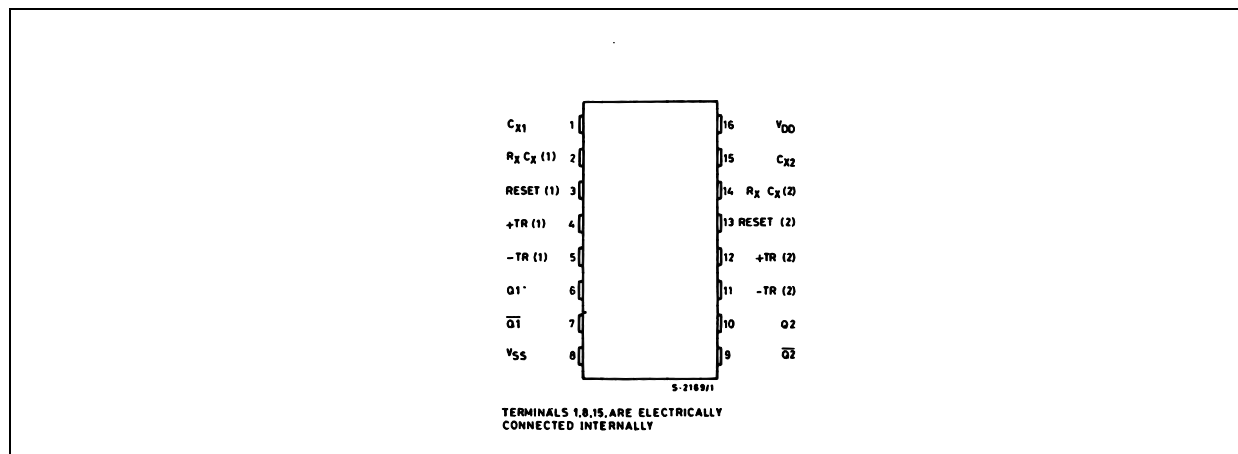 CX1 1 16 VDD
RX CX (1) 2 15 CX2
RESET (1) 3 14 RX CX (2)
+TR (1) 4 13 RESET (2)
-TR (1) 5 12 +TR (2)
Q1 6 11 -TR (2)
Q̅1̅ 7 10 Q2
VSS 8 9 Q̅2̅
S-2169/1
TERMINALS 1,8,15, ARE ELECTRICALLY
CONNECTED INTERNALLY